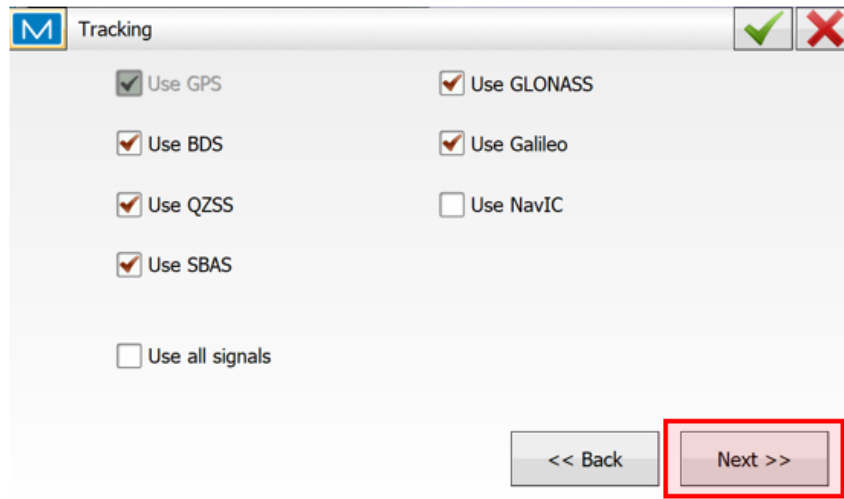 M Tracking
Use GPS Use GLONASS
Use BDS Use Galileo
Use QZSS Use NavIC
Use SBAS
Use all signals
<< Back Next >>